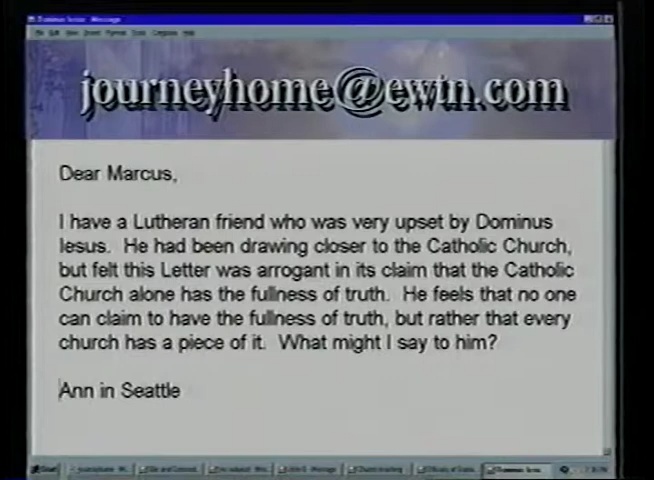 journeyhome@ewtn.com
Dear Marcus,
I have a Lutheran friend who was very upset by Dominus
Iesus. He had been drawing closer to the Catholic Church,
but felt this Letter was arrogant in its claim that the Catholic
Church alone has the fullness of truth. He feels that no one
can claim to have the fullness of truth, but rather that every
church has a piece of it. What might I say to him?
Ann in Seattle